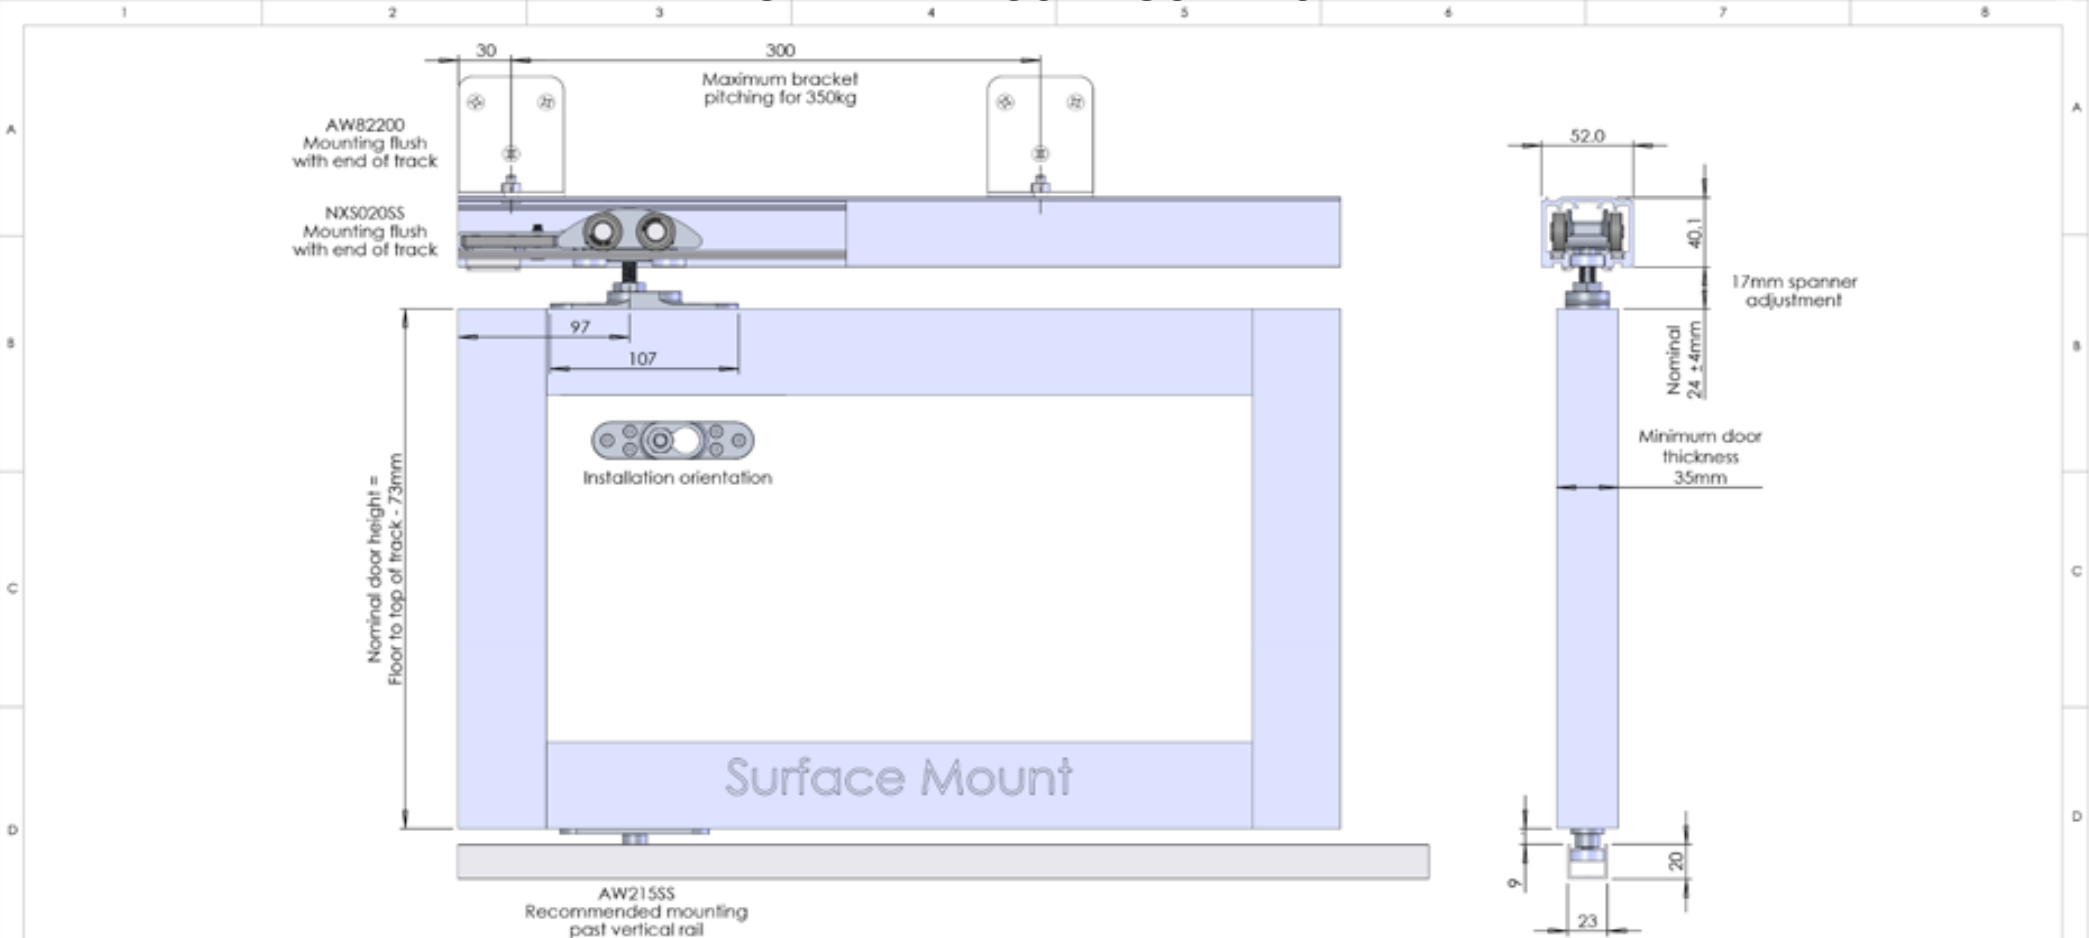 1 2 3 4 5 6 7 8
30 300
Maximum bracket
pitching for 350kg
A
A
AW82200
Mounting flush
with end of track
52.0
NXS020SS
Mounting flush
with end of track
40,1
17mm spanner
adjustment
B
B
97
107
Nominal
24 ±4mm
Minimum door
thickness
35mm
Installation orientation
Nominal door height =
Floor to top of track - 73mm
C
C
Surface Mount
D
D
9
20
23
AW215SS
Recommended mounting
past vertical rail